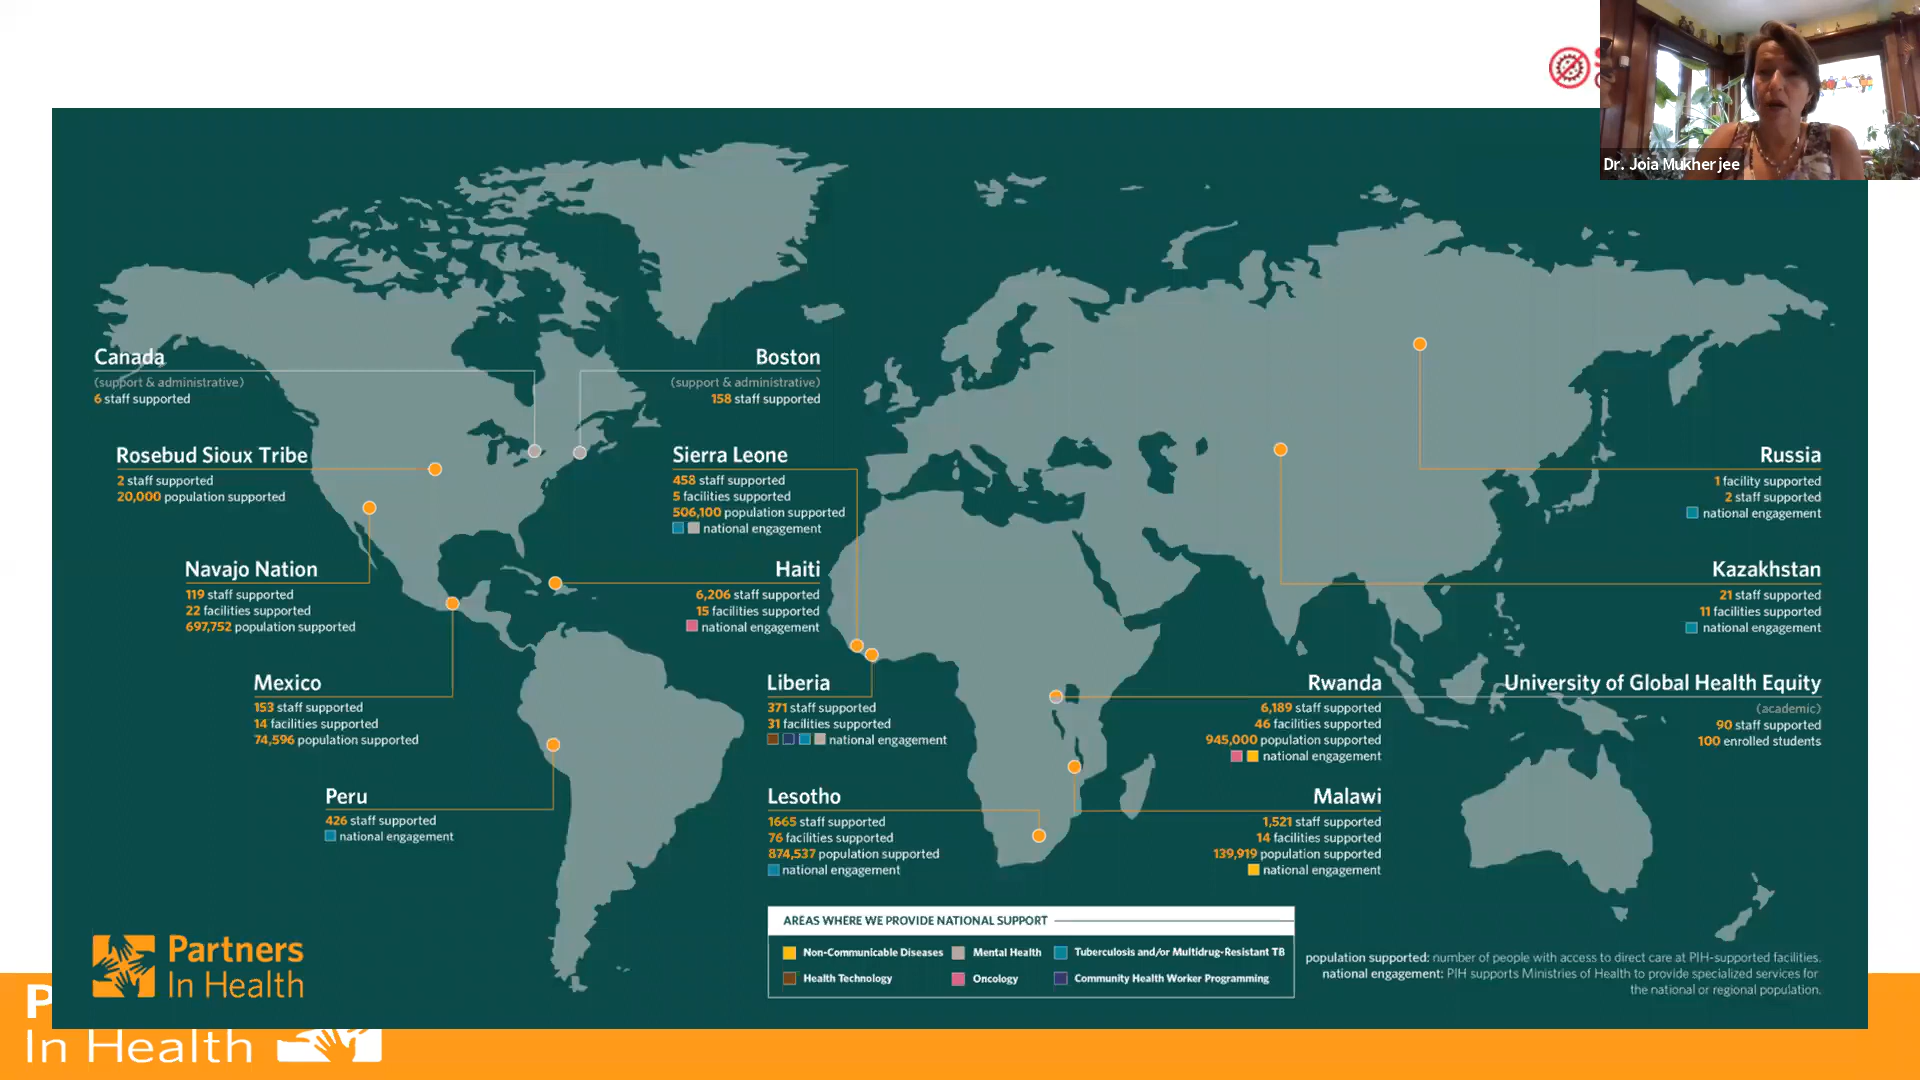 Dr. Joia Mukherjee
Canada
(support & administrative)
6 staff supported
Boston
(support & administrative)
158 staff supported
Rosebud Sioux Tribe
2 staff supported
20,000 population supported
Sierra Leone
458 staff supported
5 facilities supported
506,100 population supported
national engagement
Russia
1 facility supported
2 staff supported
national engagement
Navajo Nation
119 staff supported
22 facilities supported
697,752 population supported
Haiti
6,206 staff supported
15 facilities supported
national engagement
Kazakhstan
21 staff supported
11 facilities supported
national engagement
Mexico
153 staff supported
14 facilities supported
74,596 population supported
Liberia
371 staff supported
31 facilities supported
national engagement
Rwanda
6,189 staff supported
46 facilities supported
945,000 population supported
national engagement
University of Global Health Equity
(academic)
90 staff supported
100 enrolled students
Peru
426 staff supported
national engagement
Lesotho
1665 staff supported
76 facilities supported
874,537 population supported
national engagement
Malawi
1,521 staff supported
14 facilities supported
139,919 population supported
national engagement
AREAS WHERE WE PROVIDE NATIONAL SUPPORT
Non-Communicable Diseases
Mental Health
Tuberculosis and/or Multidrug-Resistant TB
Health Technology
Oncology
Community Health Worker Programming
population supported: number of people with access to direct care at PIH-supported facilities.
national engagement: PIH supports Ministries of Health to provide specialized services for
the national or regional population.
Partners
In Health
In Health